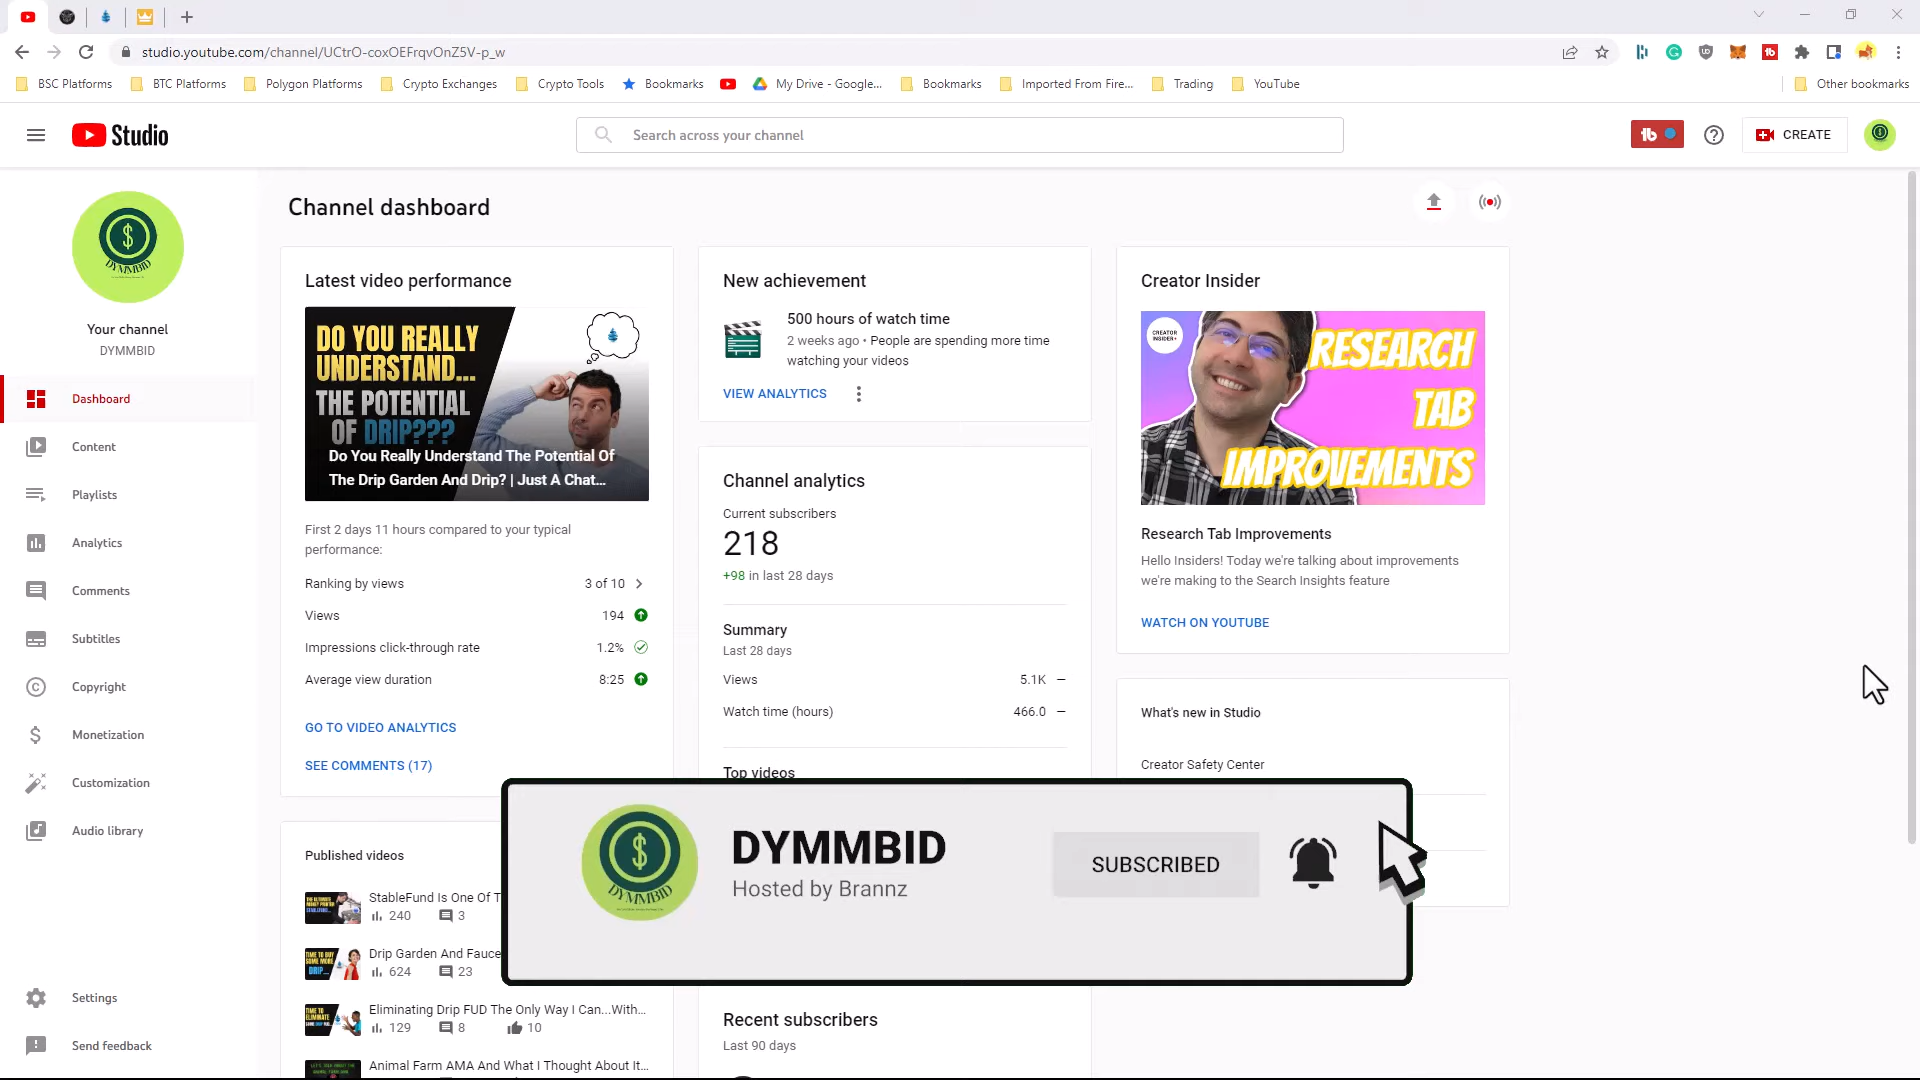 studio.youtube.com/channel/UCtrO-coxOEFrqvOnZ5V-p_w
BSC Platforms
BTC Platforms
Polygon Platforms
Crypto Exchanges
Crypto Tools
Bookmarks
My Drive - Google...
Bookmarks
Imported From Fire...
Trading
YouTube
Other bookmarks
Studio
Search across your channel
CREATE
Channel dashboard
DYMMBID
Your channel
DYMMBID
Dashboard
Content
Playlists
Analytics
Comments
Subtitles
Copyright
Monetization
Customization
Audio library
Settings
Send feedback
Latest video performance
DO YOU REALLY
UNDERSTAND...
THE POTENTIAL
OF DRIP???
Do You Really Understand The Potential Of
The Drip Garden And Drip? | Just A Chat...
First 2 days 11 hours compared to your typical
performance:
Ranking by views 3 of 10
Views 194
Impressions click-through rate 1.2%
Average view duration 8:25
GO TO VIDEO ANALYTICS
SEE COMMENTS (17)
Published videos
StableFund Is One Of T
240 3
Drip Garden And Fauce
624 23
Eliminating Drip FUD The Only Way I Can...With...
129 8 10
Animal Farm AMA And What I Thought About It...
New achievement
500 hours of watch time
2 weeks ago • People are spending more time
watching your videos
VIEW ANALYTICS
Channel analytics
Current subscribers
218
+98 in last 28 days
Summary
Last 28 days
Views 5.1K —
Watch time (hours) 466.0 —
Top videos
Recent subscribers
Last 90 days
Creator Insider
CREATOR
INSIDER
RESEARCH
TAB
IMPROVEMENTS
Research Tab Improvements
Hello Insiders! Today we're talking about improvements
we're making to the Search Insights feature
WATCH ON YOUTUBE
What's new in Studio
Creator Safety Center
DYMMBID
DYMMBID
Hosted by Brannz
SUBSCRIBED